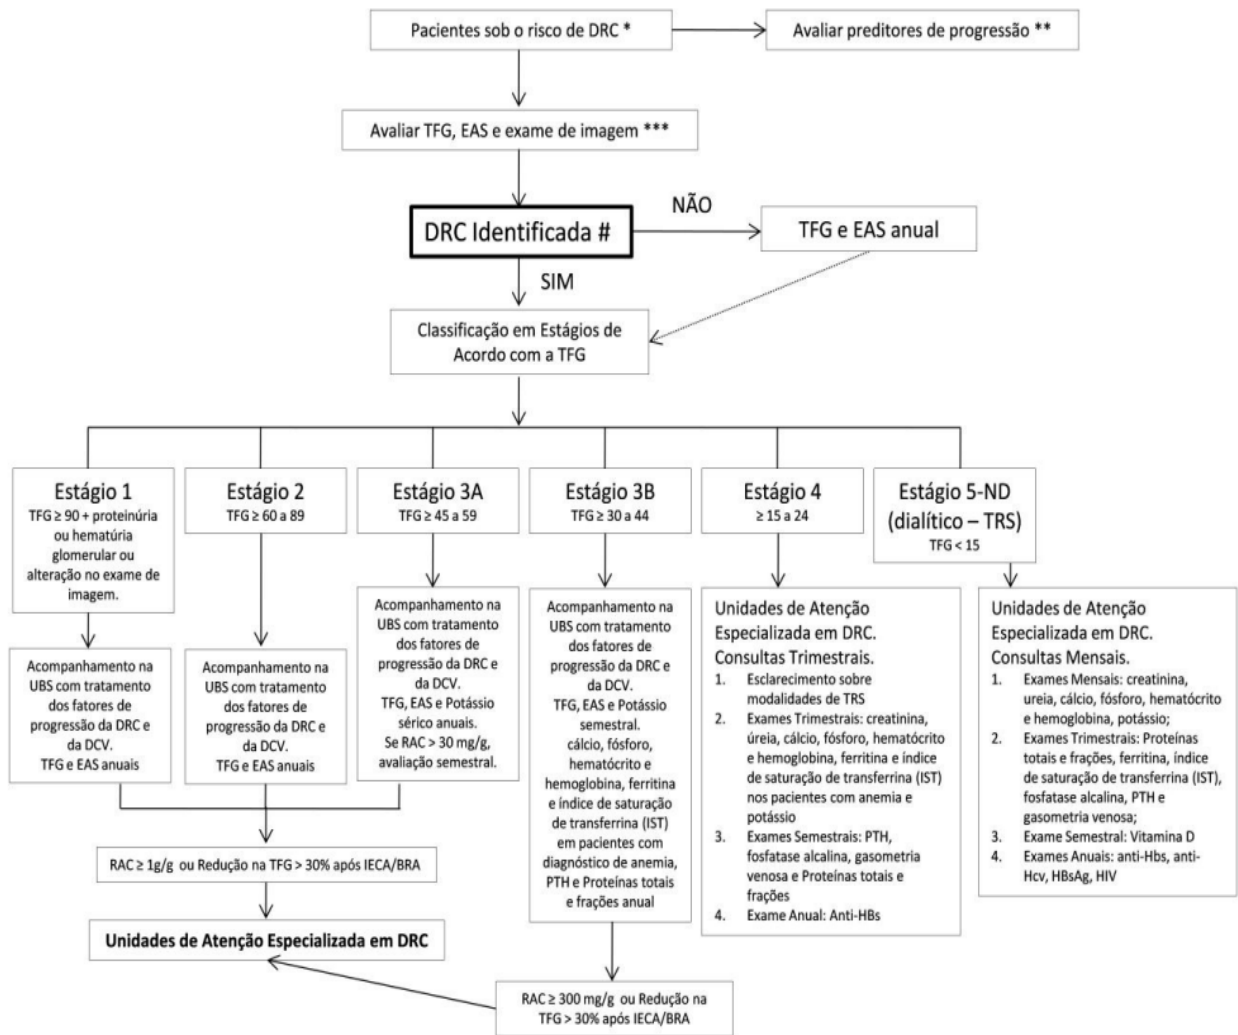 Pacientes sob o risco de DRC *
Avaliar preditores de progressão **
Avaliar TFG, EAS e exame de imagem ***
DRC Identificada #
NÃO
TFG e EAS anual
SIM
Classificação em Estágios de
Acordo com a TFG
Estágio 1
TFG ≥ 90 + proteinúria
ou hematúria
glomerular ou
alteração no exame de
imagem.
Acompanhamento na
UBS com tratamento
dos fatores de
progressão da DRC e
da DCV.
TFG e EAS anuais
Estágio 2
TFG ≥ 60 a 89
Acompanhamento na
UBS com tratamento
dos fatores de
progressão da DRC e
da DCV.
TFG e EAS anuais
Estágio 3A
TFG ≥ 45 a 59
Acompanhamento na
UBS com tratamento
dos fatores de
progressão da DRC e
da DCV.
TFG, EAS e Potássio
sérico anuais.
Se RAC > 30 mg/g,
avaliação semestral.
RAC ≥ 1g/g ou Redução na TFG > 30% após IECA/BRA
Unidades de Atenção Especializada em DRC
Estágio 3B
TFG ≥ 30 a 44
Acompanhamento na
UBS com tratamento
dos fatores de
progressão da DRC e
da DCV.
TFG, EAS e Potássio
semestral.
cálcio, fósforo,
hematócrito e
hemoglobina, ferritina
e índice de saturação
de transferrina (IST)
em pacientes com
diagnóstico de anemia,
PTH e Proteínas totais
e frações anual
RAC ≥ 300 mg/g ou Redução na
TFG > 30% após IECA/BRA
Estágio 4
≥ 15 a 24
Unidades de Atenção
Especializada em DRC.
Consultas Trimestrais.
1. Esclarecimento sobre
modalidades de TRS
2. Exames Trimestrais: creatinina,
úreia, cálcio, fósforo, hematócrito
e hemoglobina, ferritina e índice
de saturação de transferrina (IST)
nos pacientes com anemia e
potássio
3. Exames Semestrais: PTH,
fosfatase alcalina, gasometria
venosa e Proteínas totais e
frações
4. Exame Anual: Anti-HBs
Estágio 5-ND
(dialítico – TRS)
TFG < 15
Unidades de Atenção
Especializada em DRC.
Consultas Mensais.
1. Exames Mensais: creatinina,
ureia, cálcio, fósforo, hematócrito
e hemoglobina, potássio;
2. Exames Trimestrais: Proteínas
totais e frações, ferritina, índice
de saturação de transferrina (IST),
fosfatase alcalina, PTH e
gasometria venosa;
3. Exame Semestral: Vitamina D
4. Exames Anuais: anti-Hbs, anti-
Hcv, HBsAg, HIV